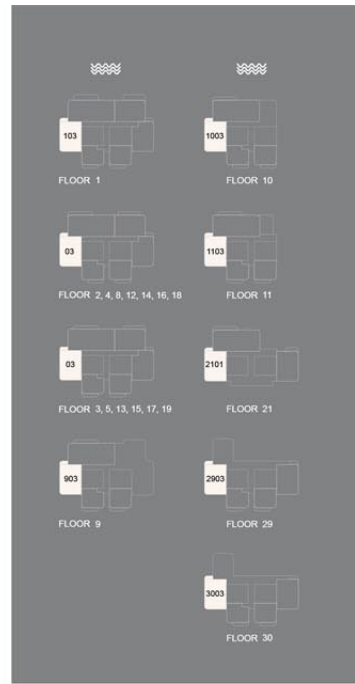 103
FLOOR 1
03
FLOOR 2, 4, 8, 12, 14, 16, 18
03
FLOOR 3, 5, 13, 15, 17, 19
903
FLOOR 9
1003
FLOOR 10
1103
FLOOR 11
2101
FLOOR 21
2903
FLOOR 29
3003
FLOOR 30